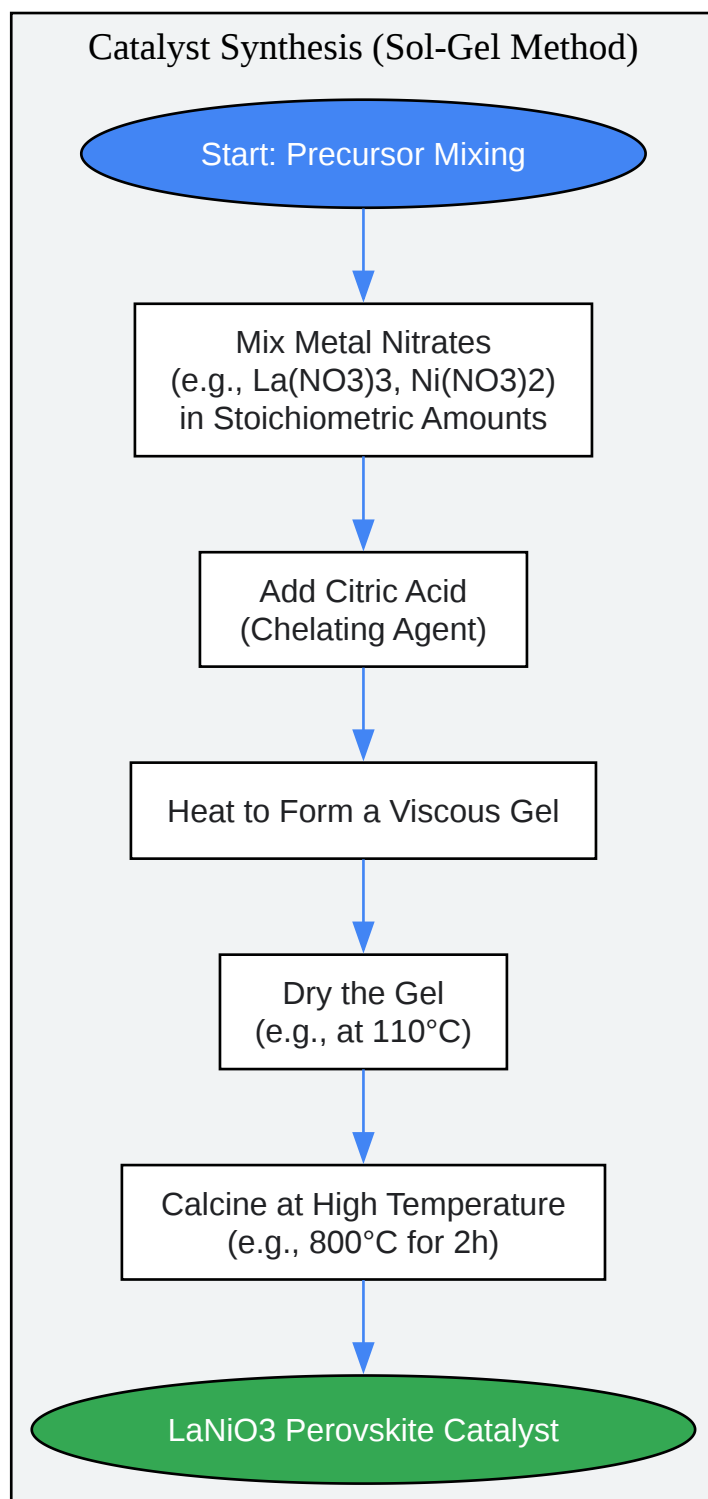 Catalyst Synthesis (Sol-Gel Method)
Start: Precursor Mixing
Mix Metal Nitrates
(e.g., La(NO3)3, Ni(NO3)2)
in Stoichiometric Amounts
Add Citric Acid
(Chelating Agent)
Heat to Form a Viscous Gel
Dry the Gel
(e.g., at 110°C)
Calcine at High Temperature
(e.g., 800°C for 2h)
LaNiO3 Perovskite Catalyst